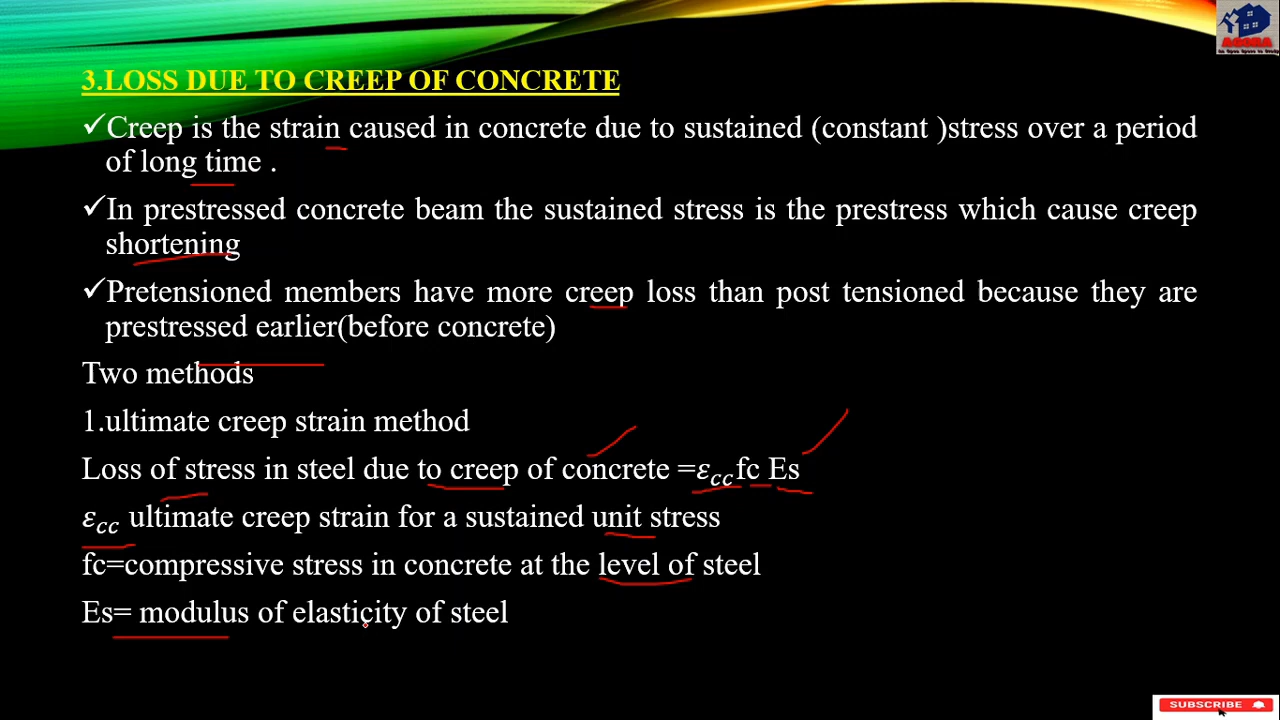 3.LOSS DUE TO CREEP OF CONCRETE
✓Creep is the strain caused in concrete due to sustained (constant )stress over a period
of long time .
✓In prestressed concrete beam the sustained stress is the prestress which cause creep
shortening
✓Pretensioned members have more creep loss than post tensioned because they are
prestressed earlier(before concrete)
Two methods
1.ultimate creep strain method
Loss of stress in steel due to creep of concrete =εcc fc Es
εcc ultimate creep strain for a sustained unit stress
fc=compressive stress in concrete at the level of steel
Es= modulus of elasticity of steel
AGORA
SUBSCRIBE